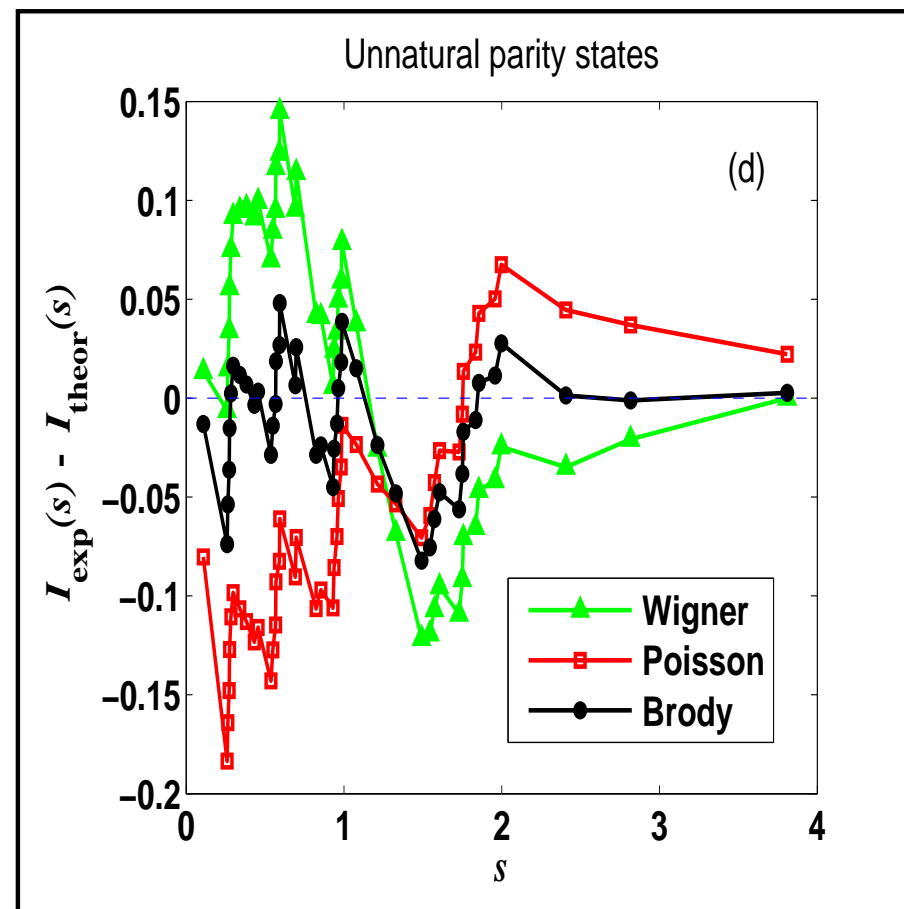 Unnatural parity states
(d)
0.15
0.1
0.05
0
−0.05
−0.1
−0.15
−0.2
I_exp(s) - I_theor(s)
Wigner
Poisson
Brody
0 1 2 3 4
s